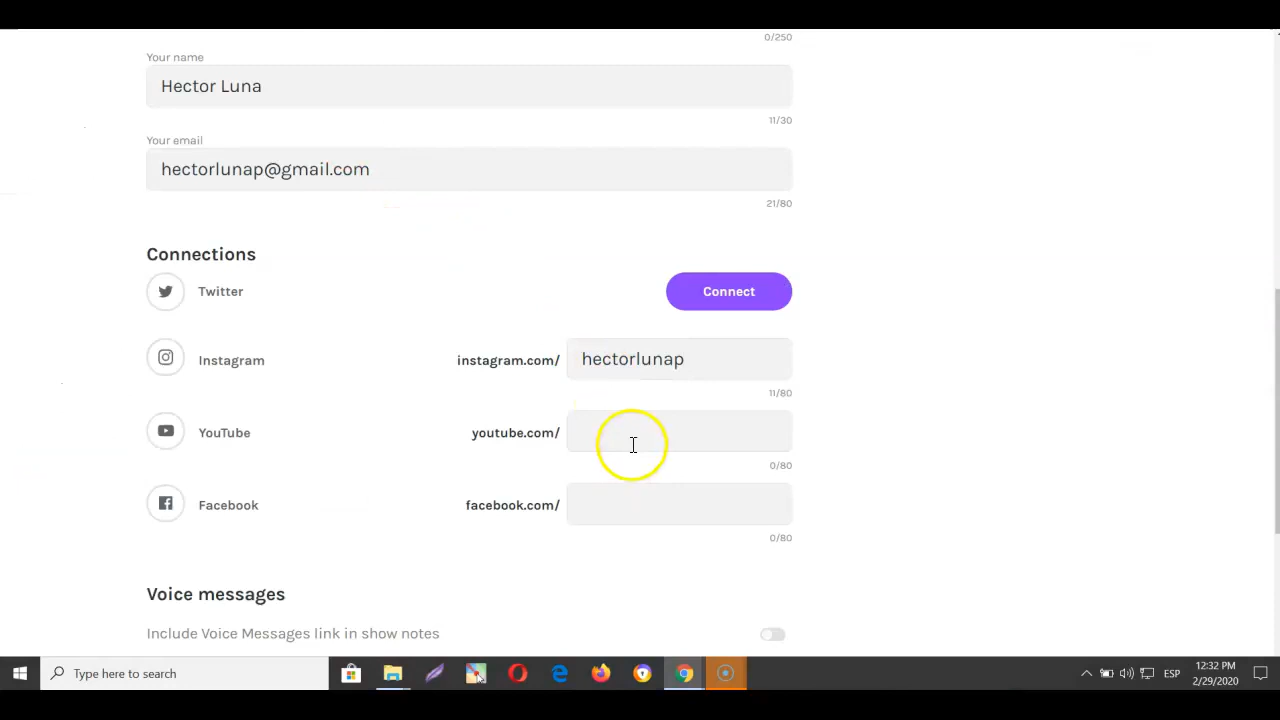 0/250
Your name
Hector Luna
11/30
Your email
hectorlunap@gmail.com
21/80
Connections
Twitter
Connect
Instagram
instagram.com/
hectorlunap
11/80
YouTube
youtube.com/
0/80
Facebook
facebook.com/
0/80
Voice messages
Include Voice Messages link in show notes
Type here to search
ESP
12:32 PM
2/29/2020